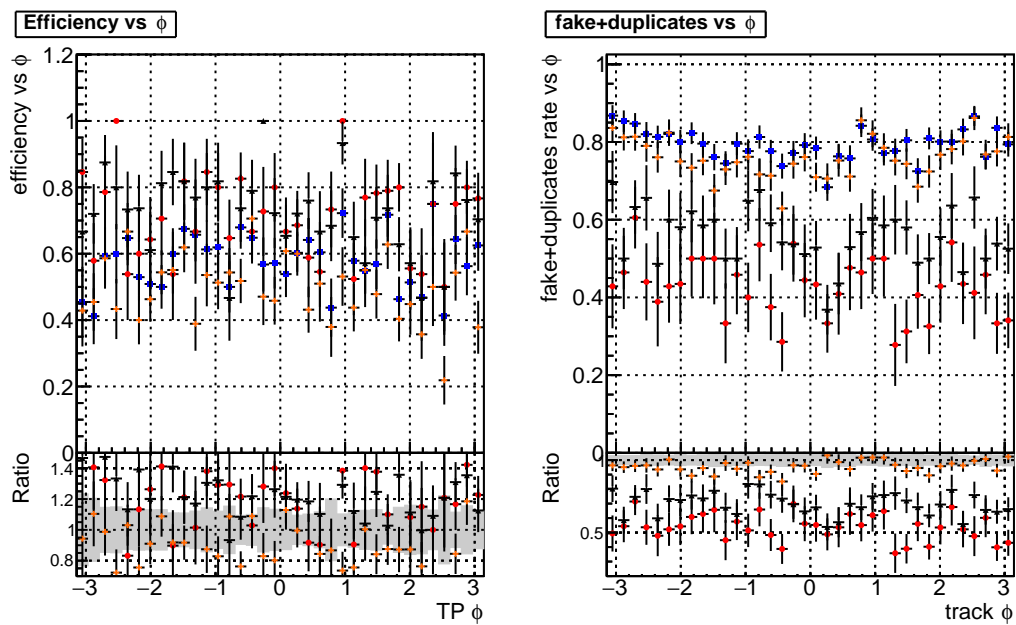 Efficiency vs ϕ
efficiency vs ϕ
1.2
1
0.8
0.6
0.4
0.2
0
Ratio
1.4
1.2
1
0.8
−3 −2 −1 0 1 2 3
TP ϕ
fake+duplicates vs ϕ
fake+duplicates rate vs ϕ
1
0.8
0.6
0.4
0.2
0
Ratio
1
0.5
−3 −2 −1 0 1 2 3
track ϕ